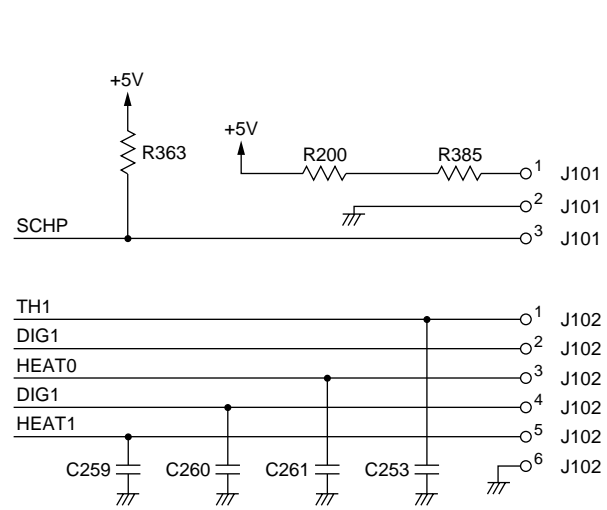 +5V
R363
+5V
R200
R385
1 J101
2 J101
SCHP
3 J101
TH1
1 J102
DIG1
2 J102
HEAT0
3 J102
DIG1
4 J102
HEAT1
5 J102
C259
C260
C261
C253
6 J102